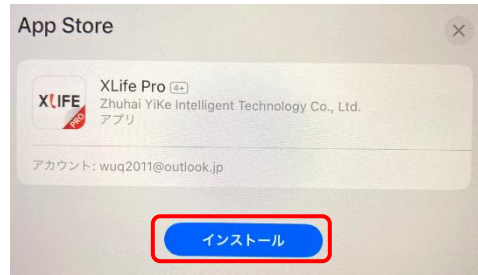 App Store
XLIFE
PRO
XLife Pro 4+
Zhuhai YiKe Intelligent Technology Co., Ltd.
アプリ
アカウント: wuq2011@outlook.jp
インストール